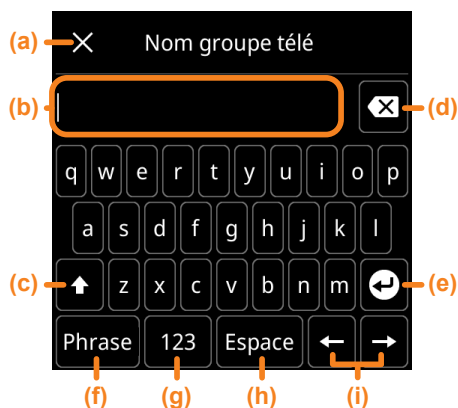 (a) Nom groupe télé
(b) (d)
q w e r t y u i o p
a s d f g h j k l
(c) z x c v b n m (e)
Phrase 123 Espace ← →
(f) (g) (h) (i)